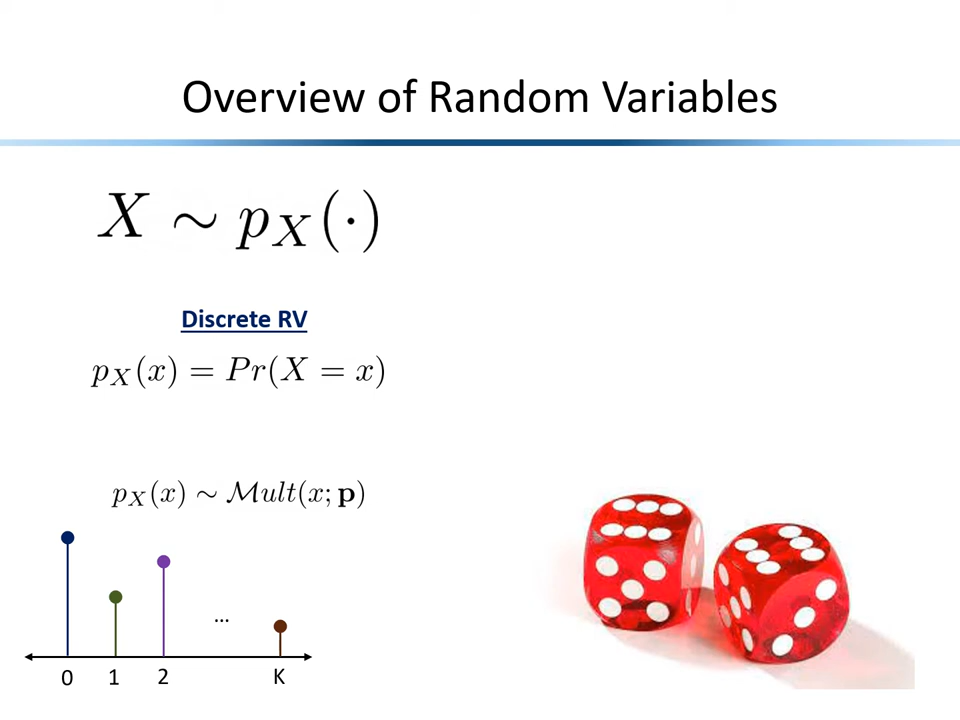 Overview of Random Variables
X ∼ p_X(·)
Discrete RV
p_X(x) = Pr(X = x)
p_X(x) ∼ Mult(x; p)
...
0 1 2 K